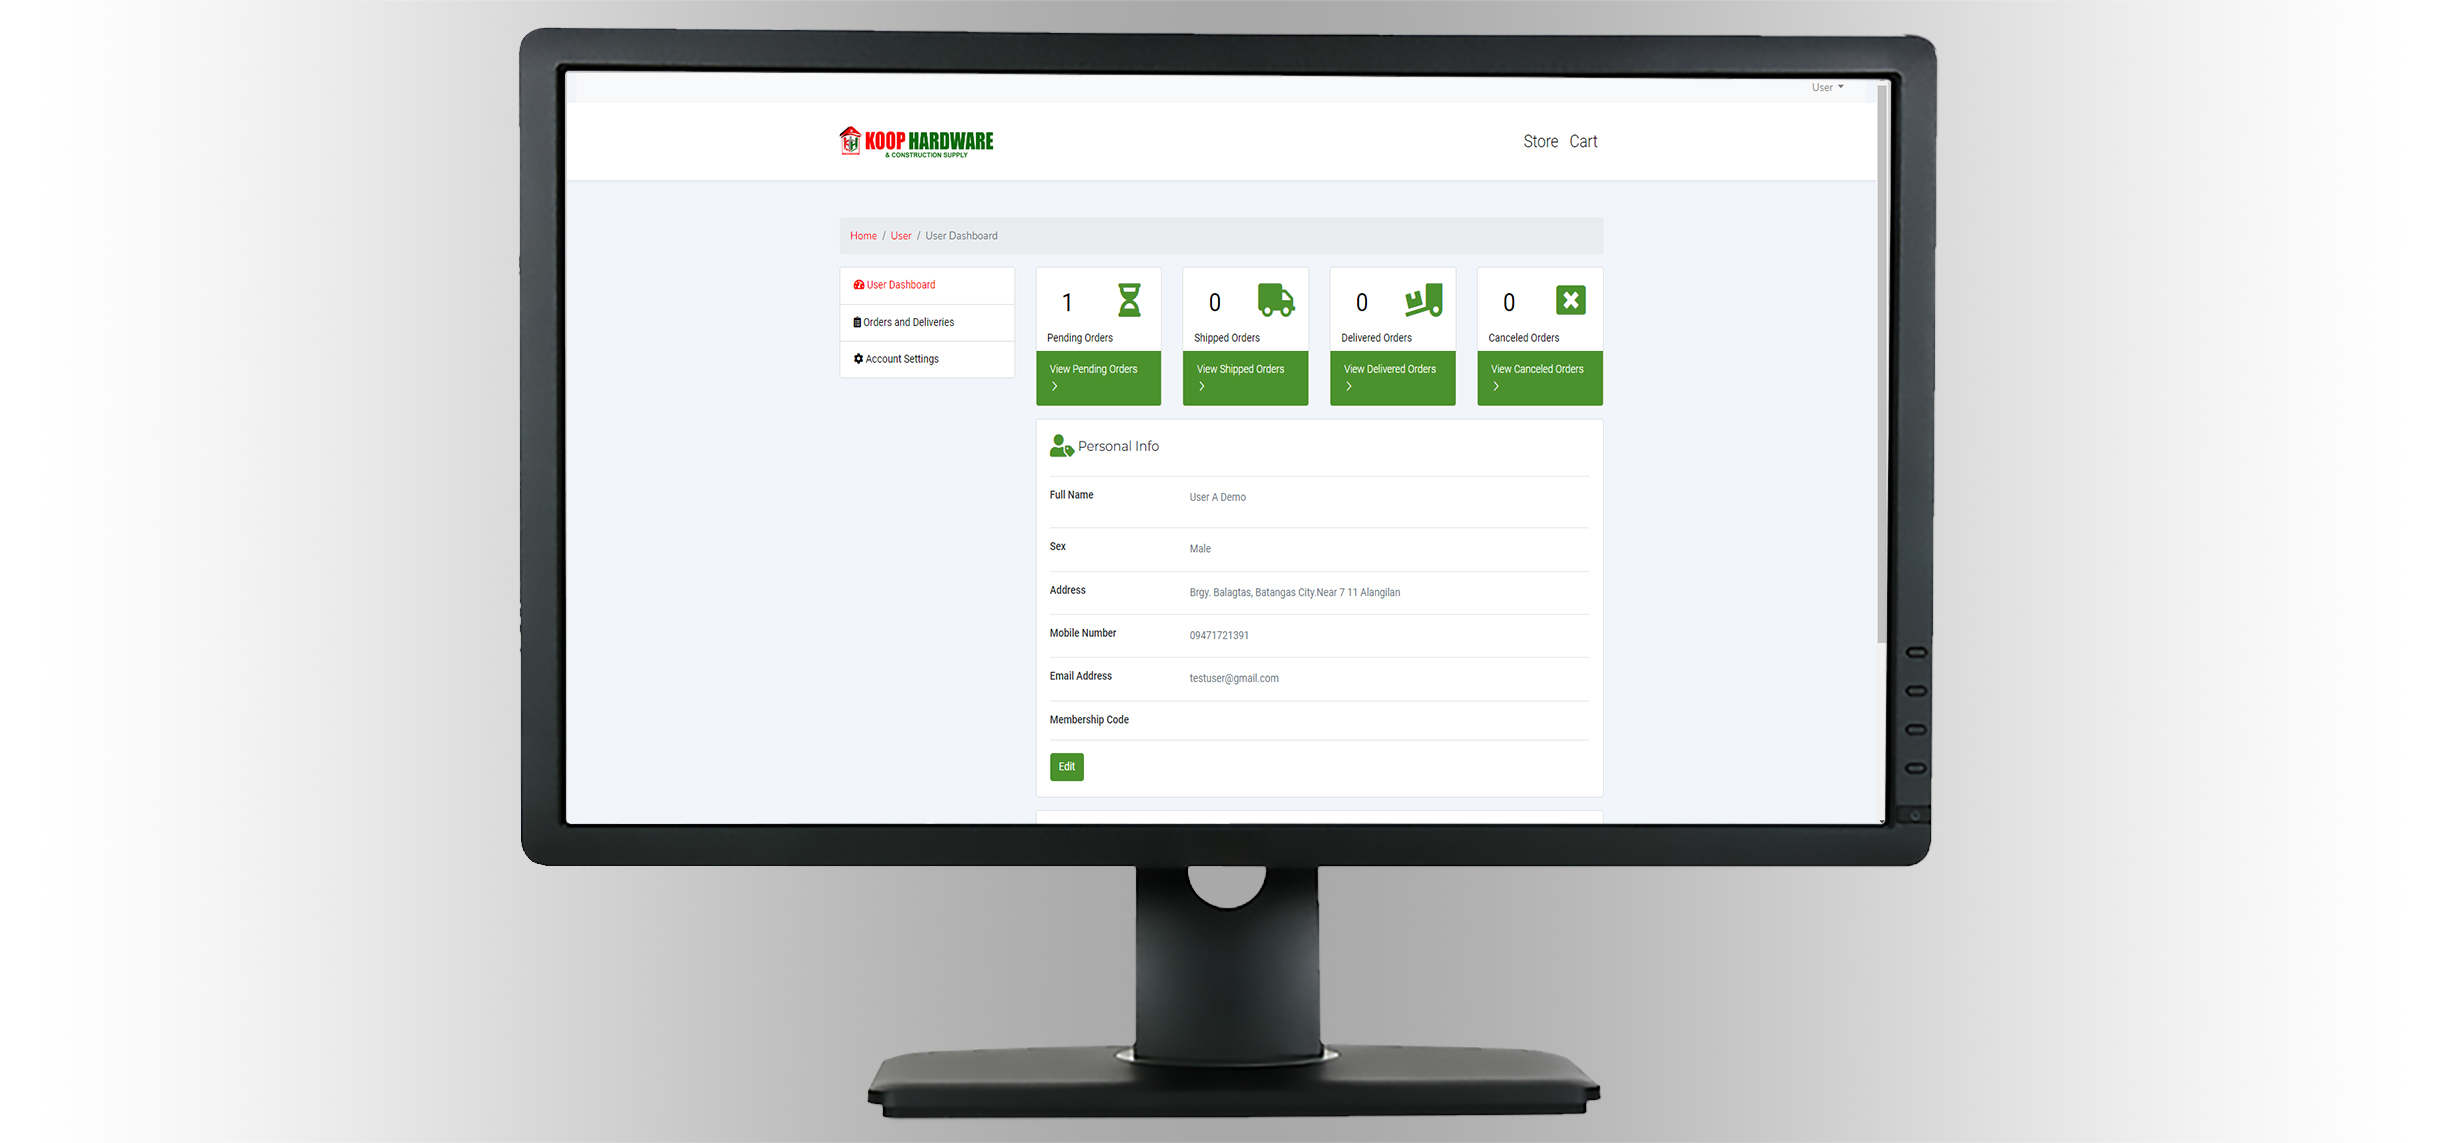 User
KOOP HARDWARE
& CONSTRUCTION SUPPLY
Store Cart
Home / User / User Dashboard
User Dashboard
Orders and Deliveries
Account Settings
1
Pending Orders
View Pending Orders
0
Shipped Orders
View Shipped Orders
0
Delivered Orders
View Delivered Orders
0
Canceled Orders
View Canceled Orders
Personal Info
Full Name User A Demo
Sex Male
Address Brgy. Balagtas, Batangas City.Near 7 11 Alangilan
Mobile Number 09471721391
Email Address testuser@gmail.com
Membership Code
Edit